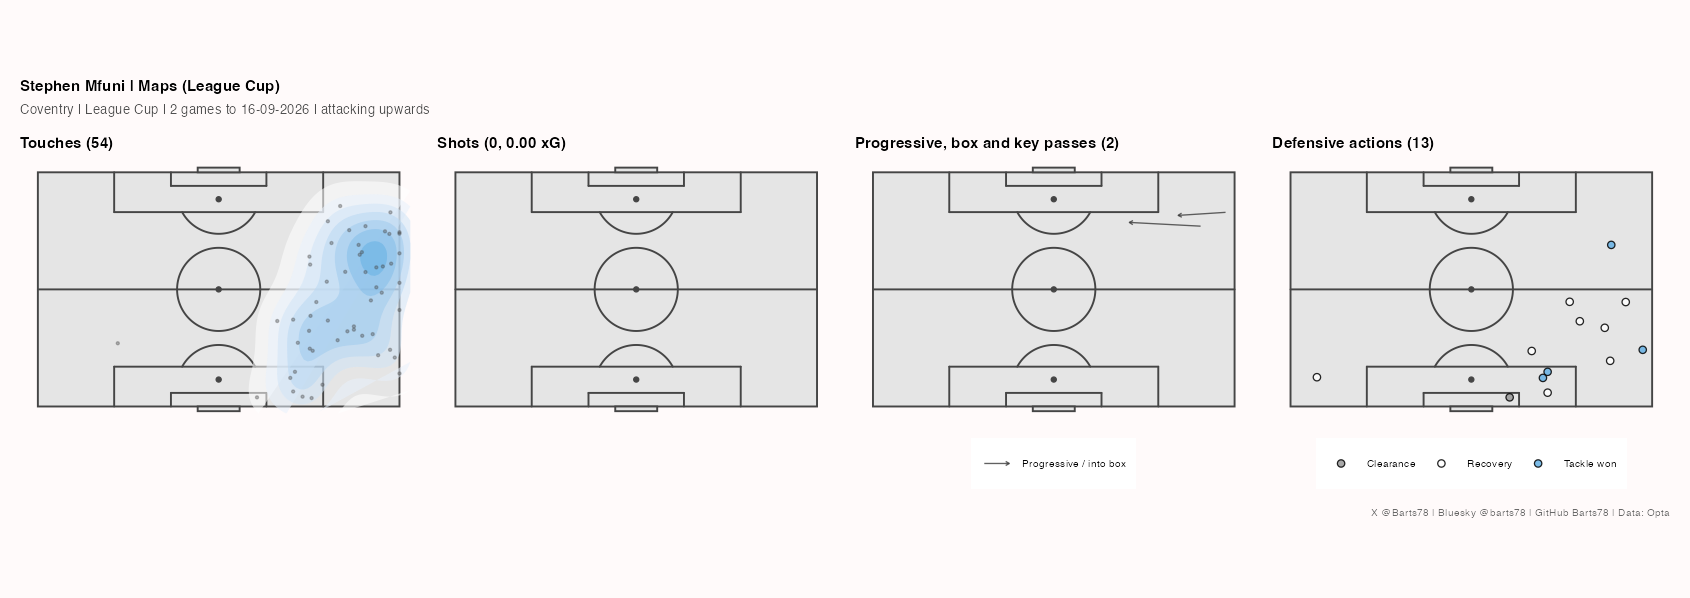 Stephen Mfuni | Maps (League Cup)
Coventry | League Cup | 2 games to 16-09-2026 | attacking upwards
Touches (54)
Shots (0, 0.00 xG)
Progressive, box and key passes (2)
Defensive actions (13)
Progressive / into box
Clearance
Recovery
Tackle won
X @Barts78 | Bluesky @barts78 | GitHub Barts78 | Data: Opta